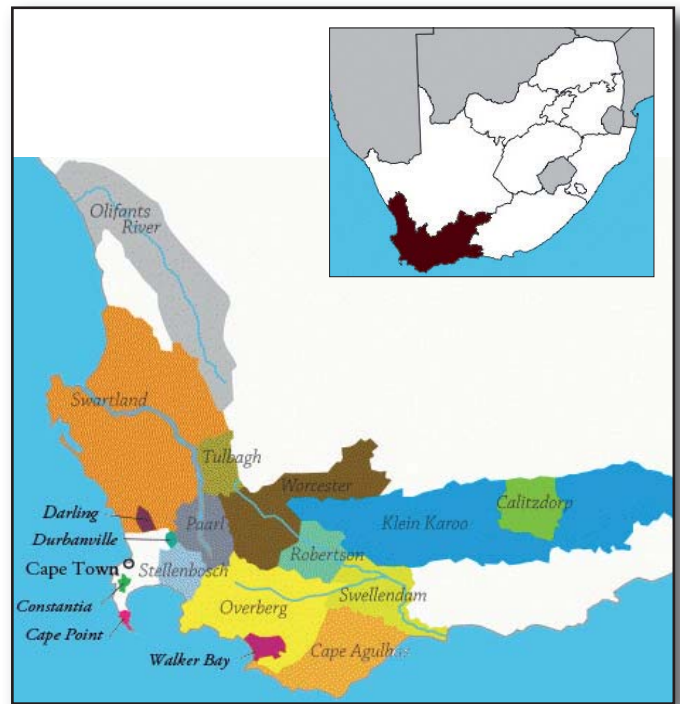 Olifants
River
Swartland
Tulbagh
Worcester
Calitzdorp
Darling
Paarl
Klein Karoo
Durbanville
Robertson
Cape Town
Stellenbosch
Constantia
Overberg
Swellendam
Cape Point
Walker Bay
Cape Agulhas